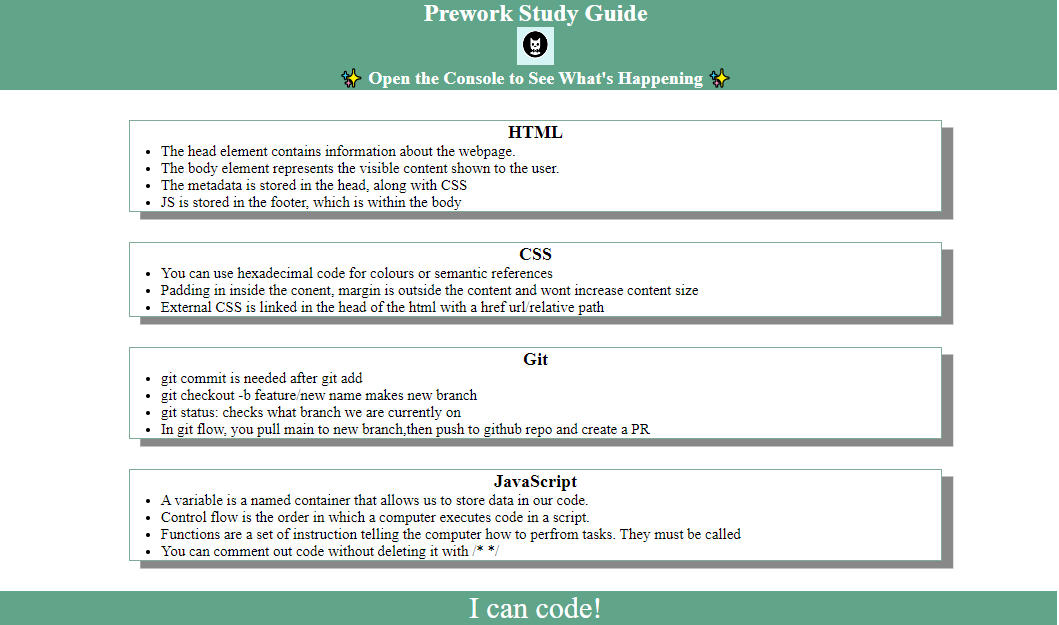 Prework Study Guide
✨ Open the Console to See What's Happening ✨
HTML
• The head element contains information about the webpage.
• The body element represents the visible content shown to the user.
• The metadata is stored in the head, along with CSS
• JS is stored in the footer, which is within the body
CSS
• You can use hexadecimal code for colours or semantic references
• Padding in inside the conent, margin is outside the content and wont increase content size
• External CSS is linked in the head of the html with a href url/relative path
Git
• git commit is needed after git add
• git checkout -b feature/new name makes new branch
• git status: checks what branch we are currently on
• In git flow, you pull main to new branch,then push to github repo and create a PR
JavaScript
• A variable is a named container that allows us to store data in our code.
• Control flow is the order in which a computer executes code in a script.
• Functions are a set of instruction telling the computer how to perfrom tasks. They must be called
• You can comment out code without deleting it with /* */
I can code!